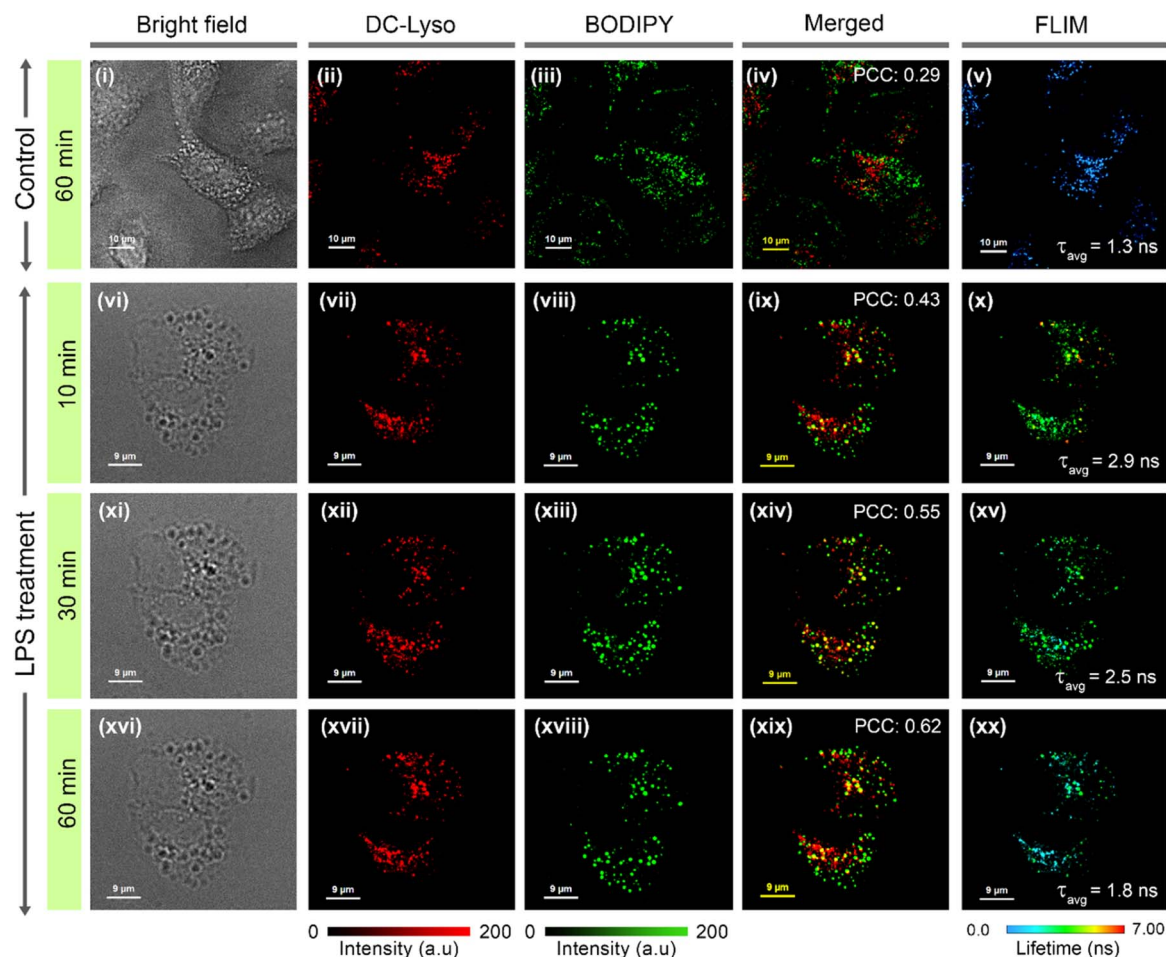 Bright field DC-Lyso BODIPY Merged FLIM
Control
60 min
(i) (ii) (iii) (iv) PCC: 0.29 (v)
10 μm 10 μm 10 μm 10 μm 10 μm τavg = 1.3 ns
LPS treatment
10 min
(vi) (vii) (viii) (ix) PCC: 0.43 (x)
9 μm 9 μm 9 μm 9 μm 9 μm τavg = 2.9 ns
30 min
(xi) (xii) (xiii) (xiv) PCC: 0.55 (xv)
9 μm 9 μm 9 μm 9 μm 9 μm τavg = 2.5 ns
60 min
(xvi) (xvii) (xviii) (xix) PCC: 0.62 (xx)
9 μm 9 μm 9 μm 9 μm 9 μm τavg = 1.8 ns
0 200 0 200 0.0 7.00
Intensity (a.u) Intensity (a.u) Lifetime (ns)